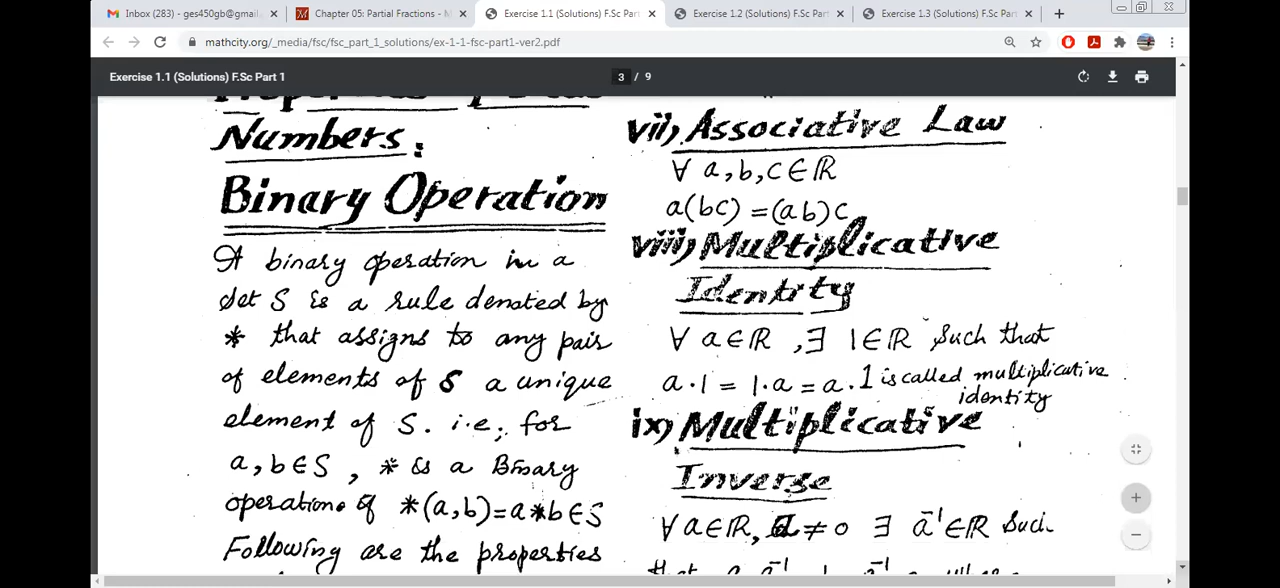 Inbox (283) - ges450gb@gmail.
Chapter 05: Partial Fractions -
Exercise 1.1 (Solutions) F.Sc Par
Exercise 1.2 (Solutions) F.Sc Par
Exercise 1.3 (Solutions) F.Sc Par
mathcity.org/_media/fsc/fsc_part_1_solutions/ex-1-1-fsc-part1-ver2.pdf
Exercise 1.1 (Solutions) F.Sc Part 1
3 / 9
Numbers:
Binary Operation
A binary operation in a
set S is a rule denoted by
* that assigns to any pair
of elements of S a unique
element of S. i.e; for
a, b ∈ S, * is a Binary
operation of *(a,b)=a*b∈S
Following are the properties
vii) Associative Law
∀ a, b, c ∈ ℝ
a(bc) = (ab)c
viii) Multiplicative
Identity
∀ a∈ℝ, ∃ 1∈ℝ Such that
a·1 = 1·a = a . 1 is called multiplicative
identity
ix) Multiplicative
Inverse
∀ a∈ℝ, a ≠ 0 ∃ a⁻¹∈ℝ Such